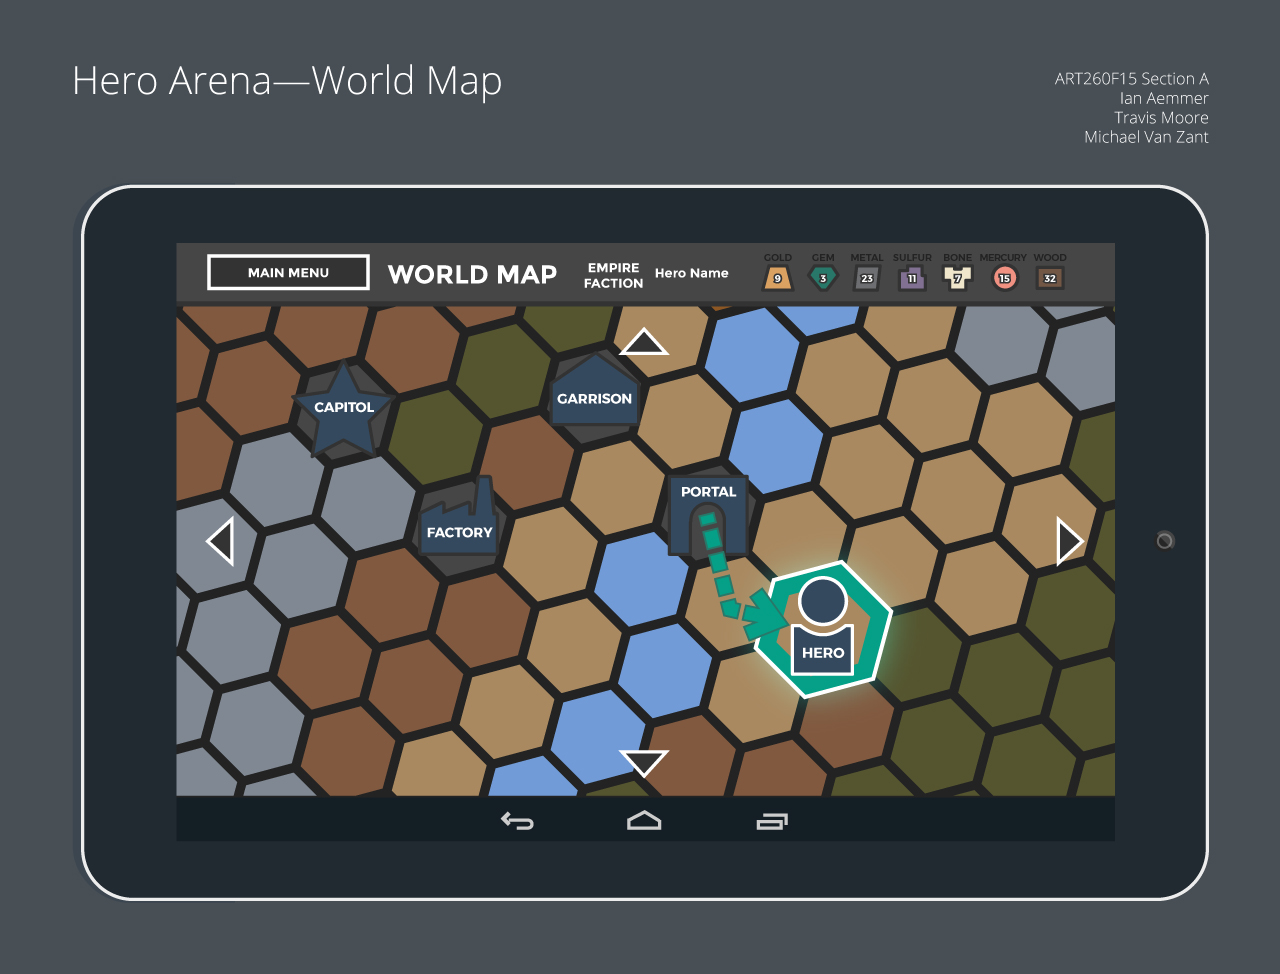 Hero Arena—World Map
ART260F15 Section A
Ian Aemmer
Travis Moore
Michael Van Zant
MAIN MENU
WORLD MAP
EMPIRE
FACTION
Hero Name
GOLD GEM METAL SULFUR BONE MERCURY WOOD
9 3 23 11 7 15 32
CAPITOL
GARRISON
PORTAL
FACTORY
HERO